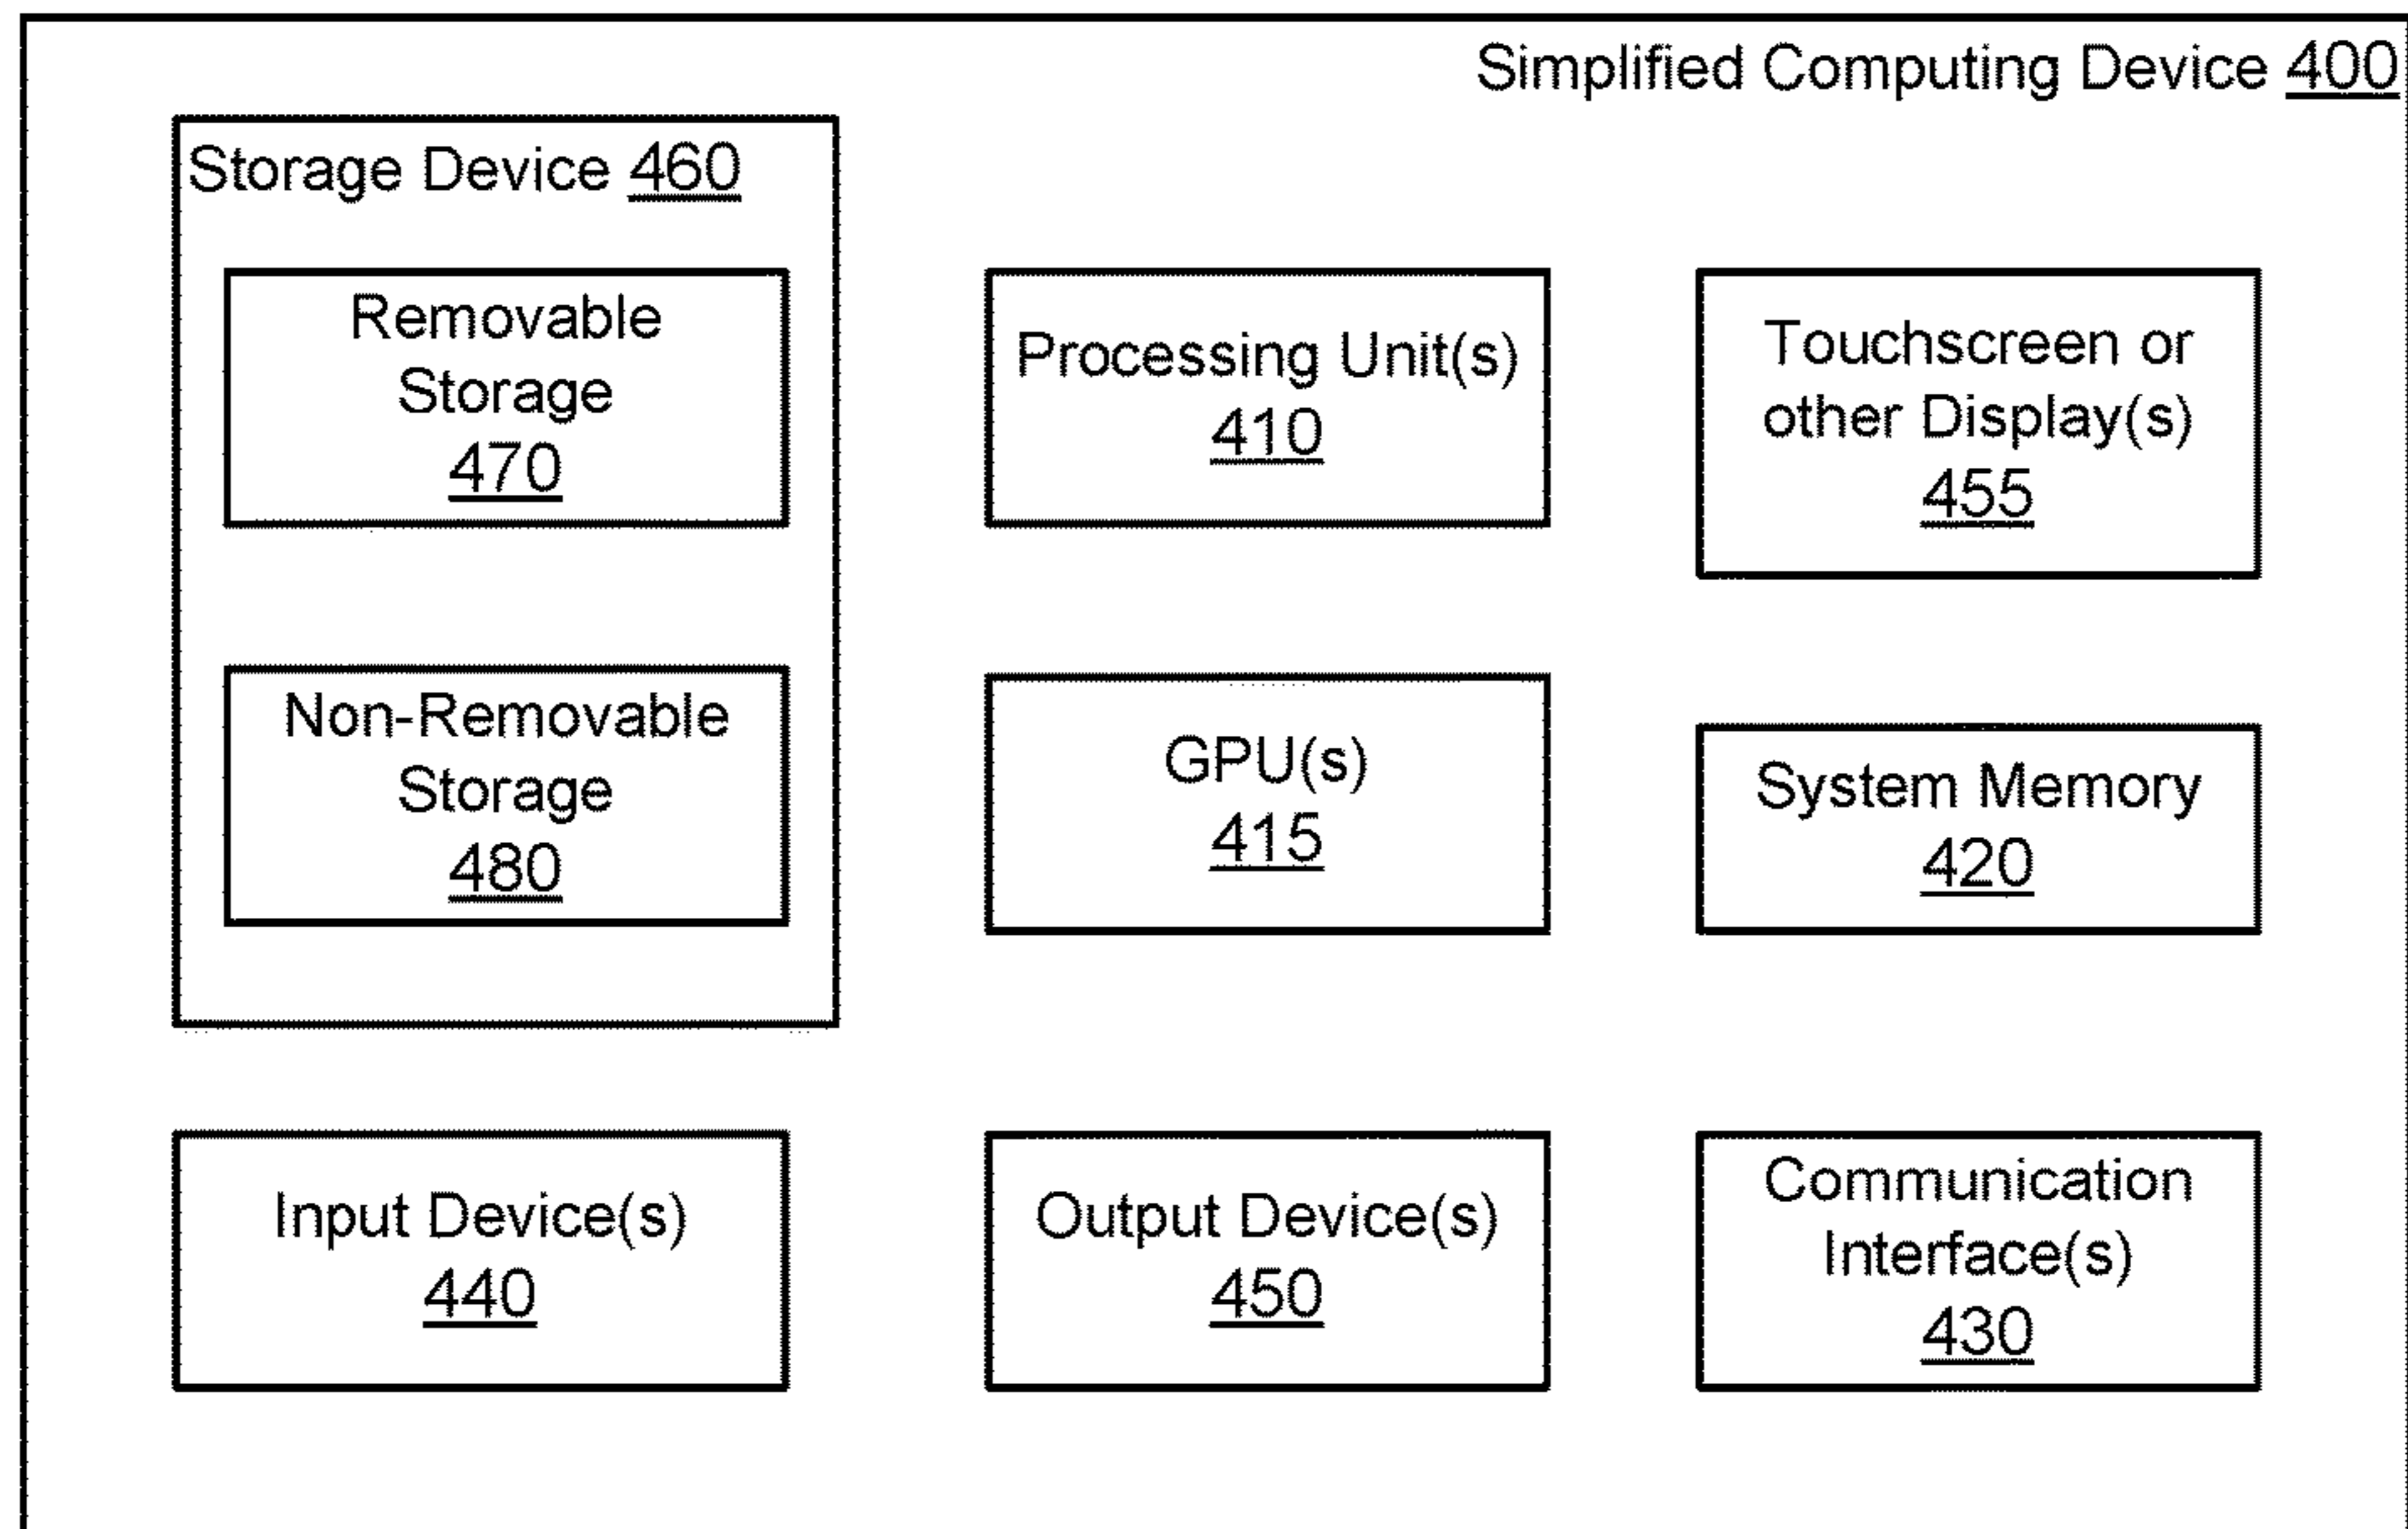 Simplified Computing Device 400
Storage Device 460
Removable
Storage
470
Processing Unit(s)
410
Touchscreen or
other Display(s)
455
Non-Removable
Storage
480
GPU(s)
415
System Memory
420
Input Device(s)
440
Output Device(s)
450
Communication
Interface(s)
430